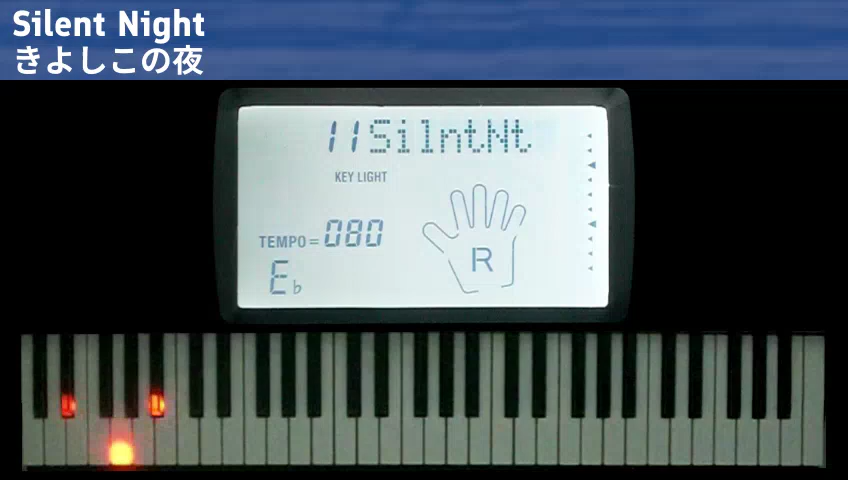 Silent Night
きよしこの夜
11SilntNt
KEY LIGHT
TEMPO=080
E♭
R